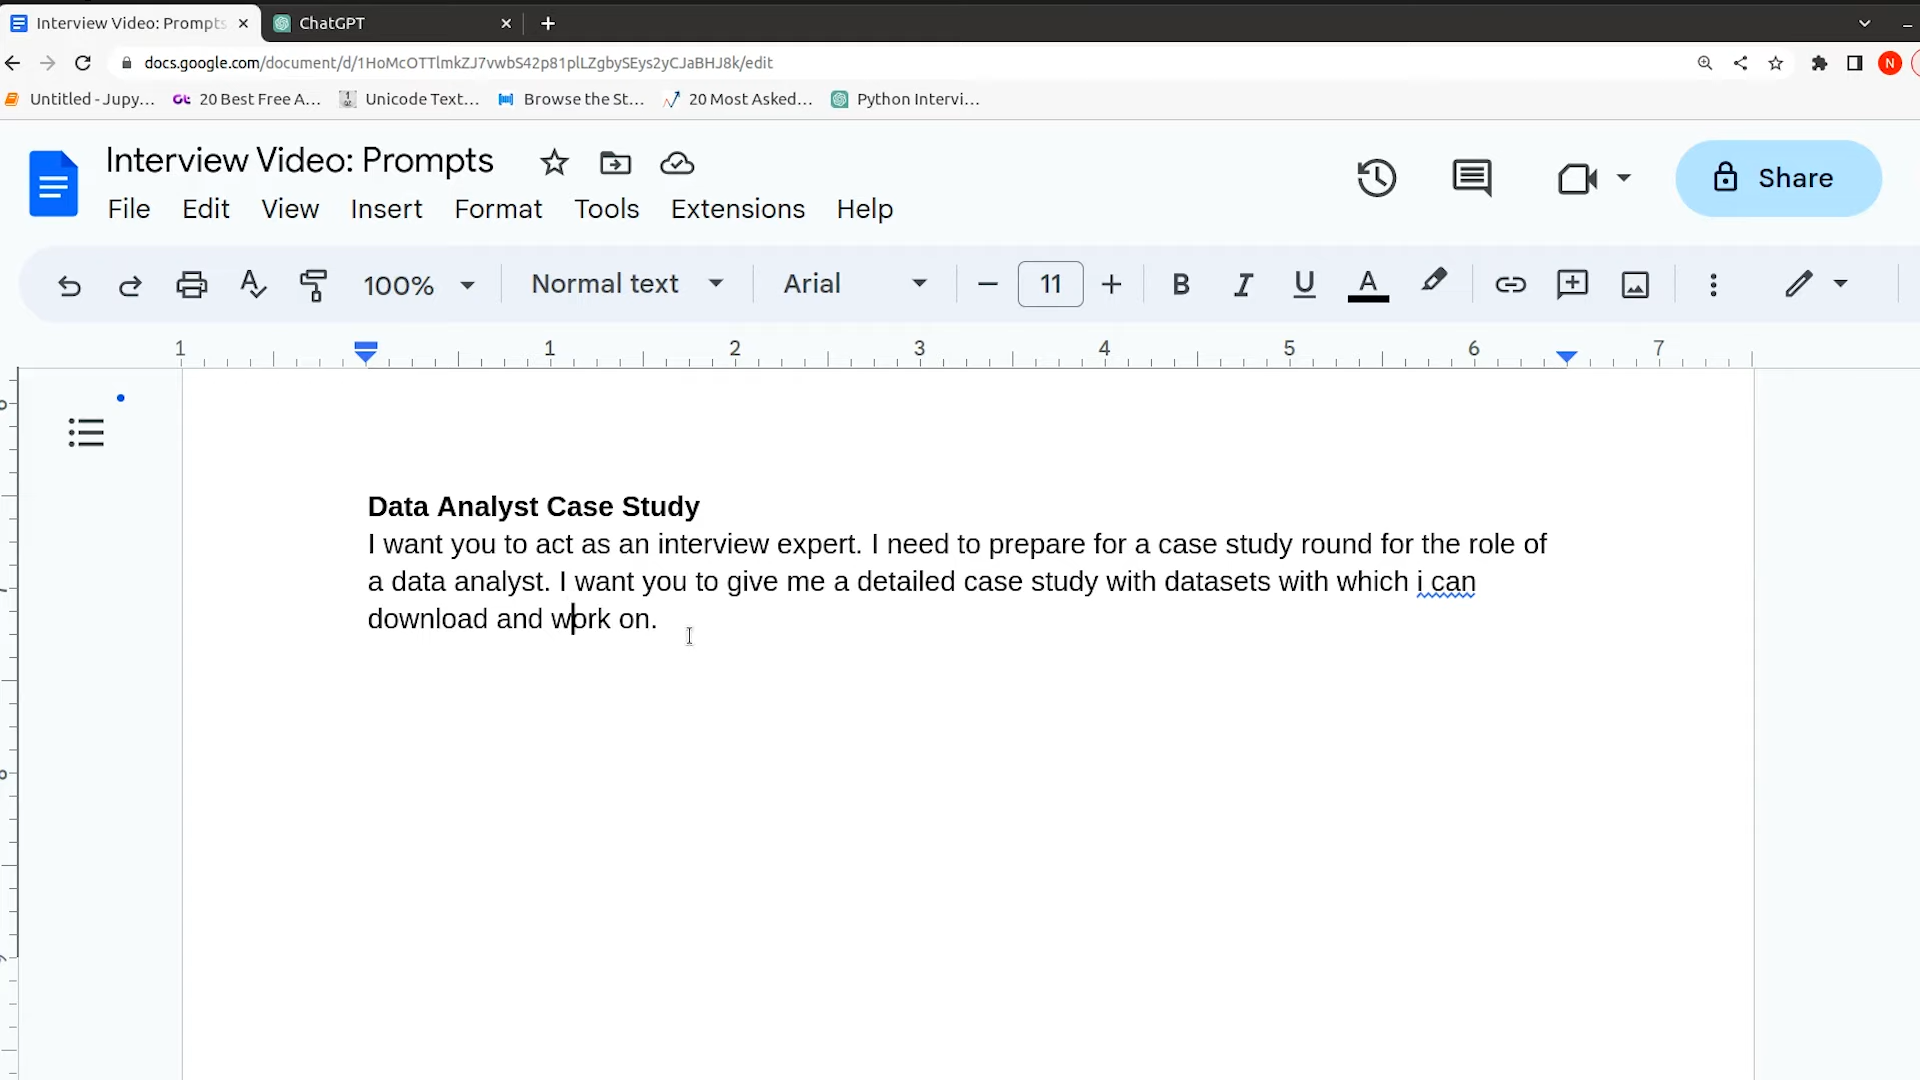 Interview Video: Prompts
ChatGPT
docs.google.com/document/d/1HoMcOTTlmkZJ7vwbS42p81plLZgbySEys2yCJaBHJ8k/edit
N
Untitled - Jupy...
20 Best Free A...
Unicode Text...
Browse the St...
20 Most Asked...
Python Intervi...
Interview Video: Prompts
File Edit View Insert Format Tools Extensions Help
Share
100% Normal text Arial 11 B I U A
1 1 2 3 4 5 6 7
Data Analyst Case Study
I want you to act as an interview expert. I need to prepare for a case study round for the role of
a data analyst. I want you to give me a detailed case study with datasets with which i can
download and work on.